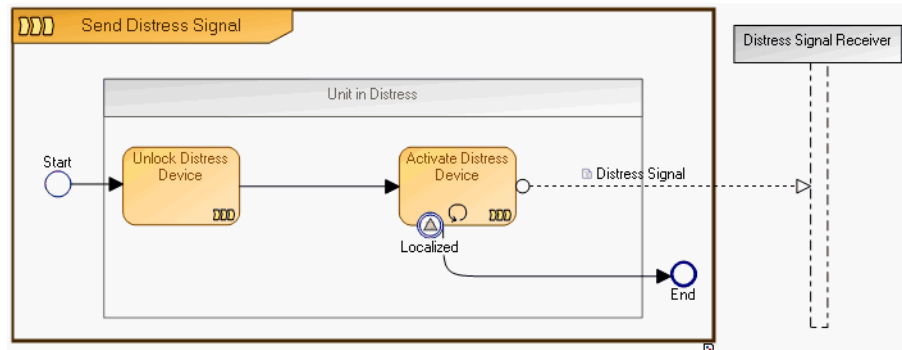 Send Distress Signal
Distress Signal Receiver
Unit in Distress
Start
Unlock Distress
Device
Activate Distress
Device
Distress Signal
Localized
End